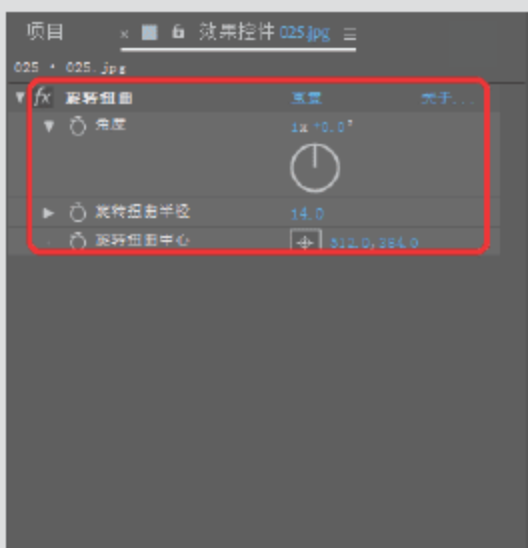 项目 × 效果控件 025.jpg ☰
025 · 025.jpg
fx 旋转扭曲 重置 关于...
角度 1x +0.0°
旋转扭曲半径 14.0
旋转扭曲中心 512.0,384.0